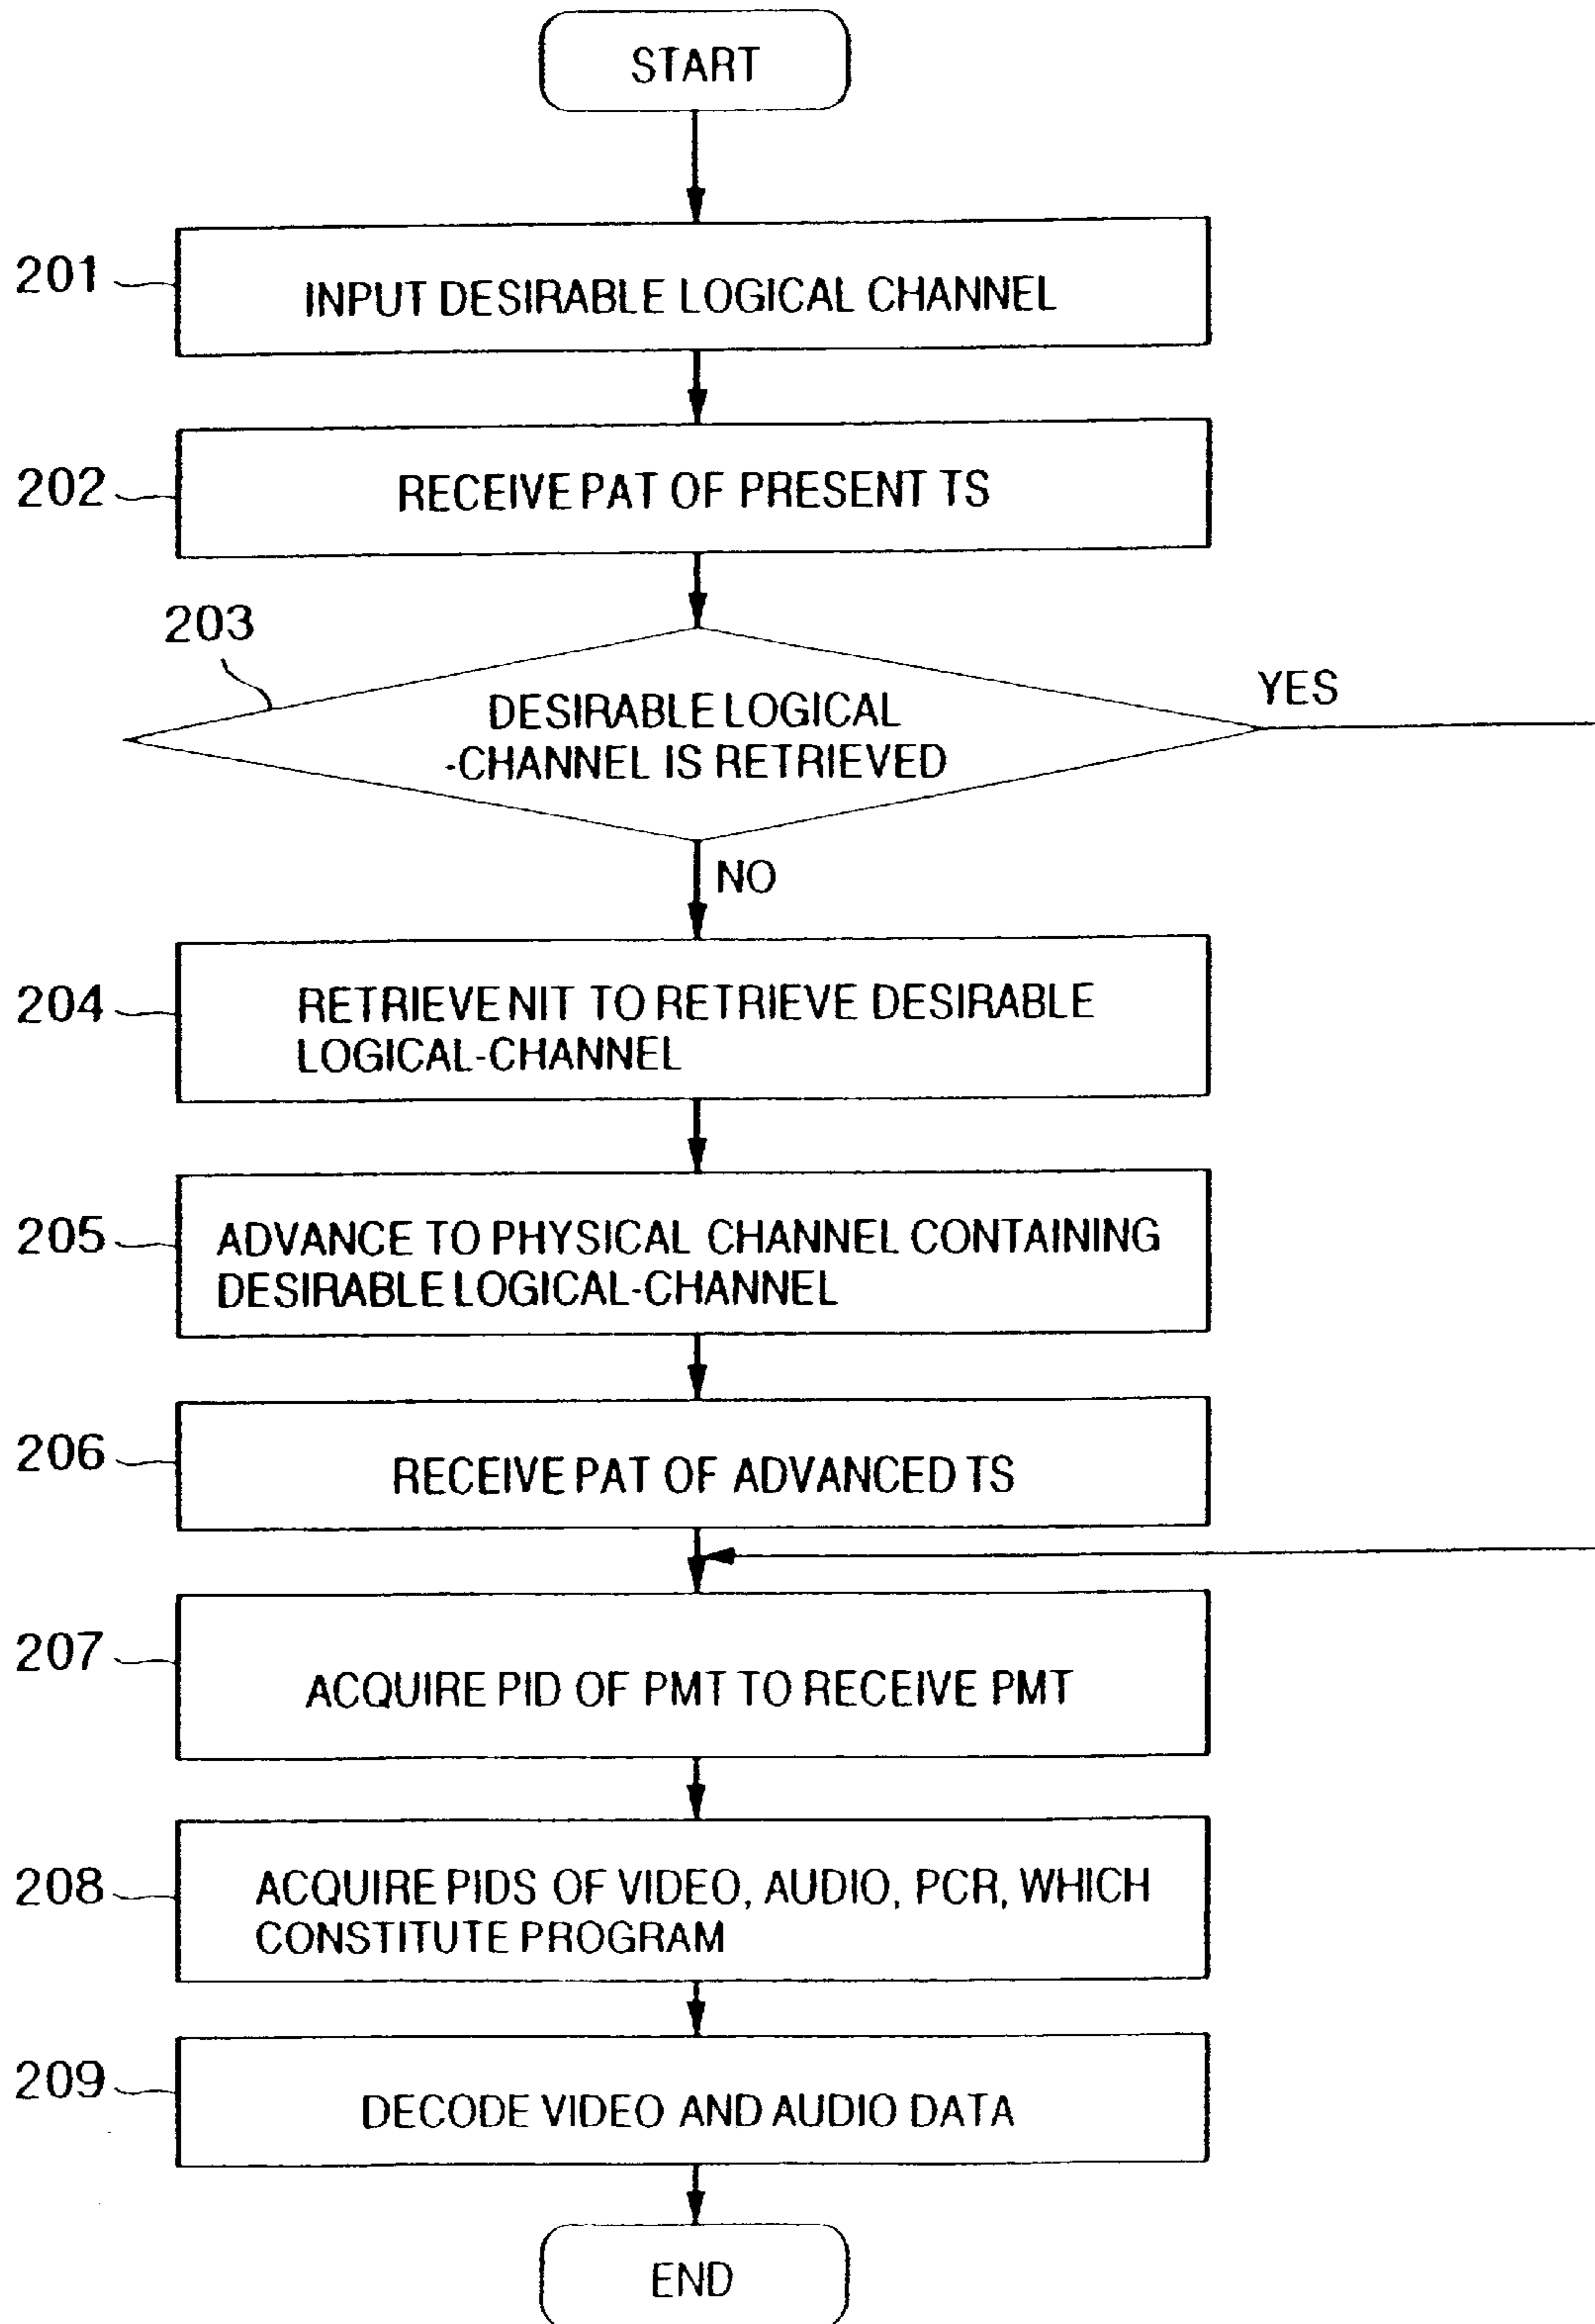 START
201
INPUT DESIRABLE LOGICAL CHANNEL
202
RECEIVE PAT OF PRESENT TS
203
DESIRABLE LOGICAL
-CHANNEL IS RETRIEVED
YES
NO
204
RETRIEVE NIT TO RETRIEVE DESIRABLE
LOGICAL-CHANNEL
205
ADVANCE TO PHYSICAL CHANNEL CONTAINING
DESIRABLE LOGICAL-CHANNEL
206
RECEIVE PAT OF ADVANCED TS
207
ACQUIRE PID OF PMT TO RECEIVE PMT
208
ACQUIRE PIDS OF VIDEO, AUDIO, PCR, WHICH
CONSTITUTE PROGRAM
209
DECODE VIDEO AND AUDIO DATA
END